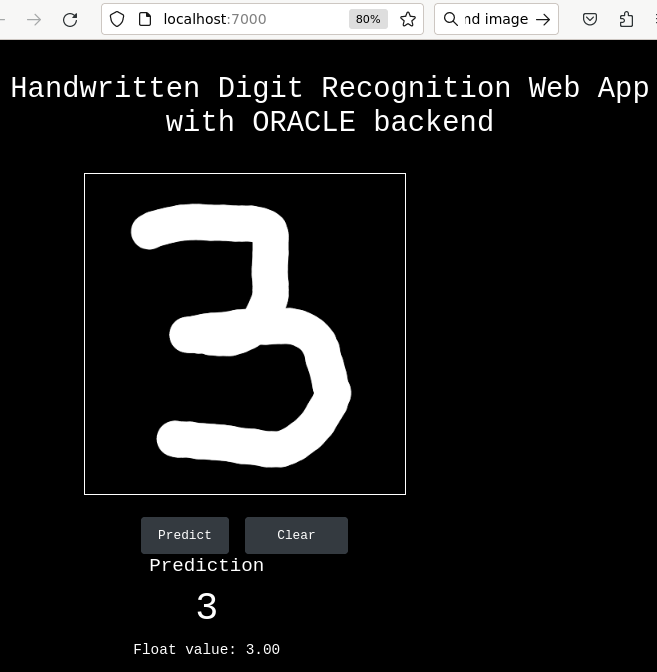 localhost:7000
80%
nd image
Handwritten Digit Recognition Web App
with ORACLE backend
3
Predict
Clear
Prediction
3
Float value: 3.00